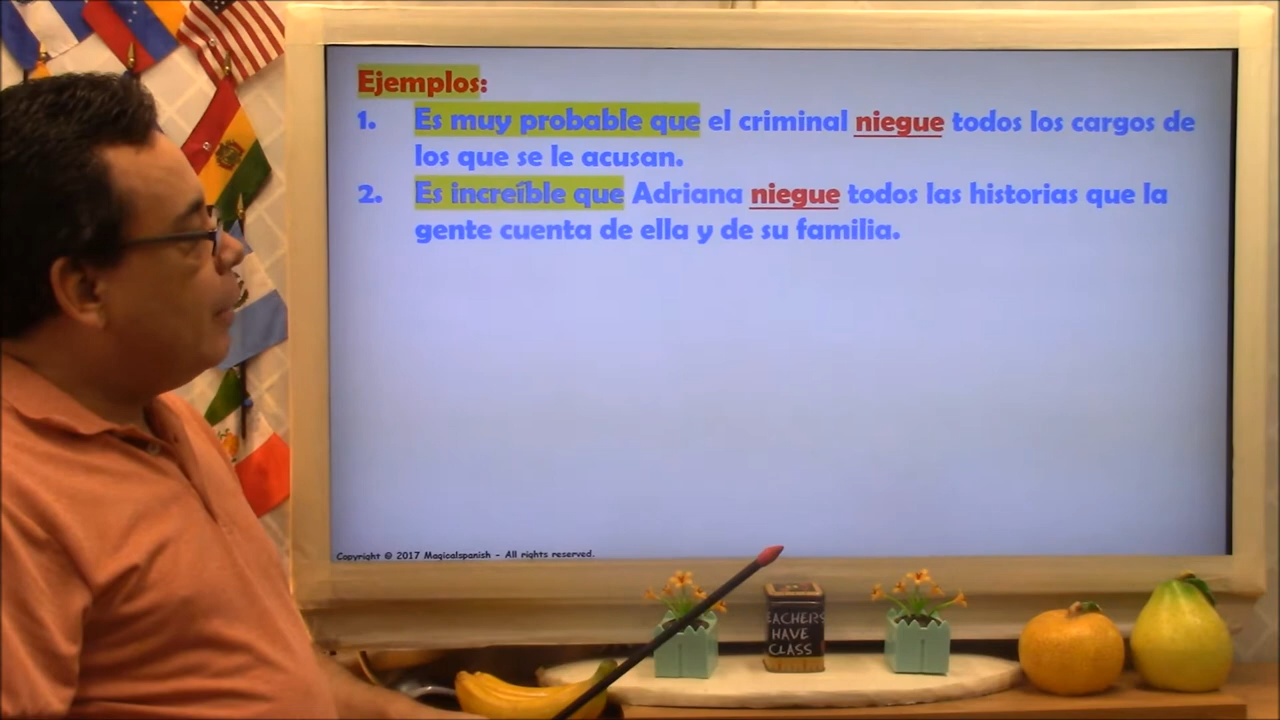 Ejemplos:
1. Es muy probable que el criminal niegue todos los cargos de
los que se le acusan.
2. Es increíble que Adriana niegue todos las historias que la
gente cuenta de ella y de su familia.
Copyright © 2017 Magicalspanish - All rights reserved.
TEACHERS
HAVE
CLASS